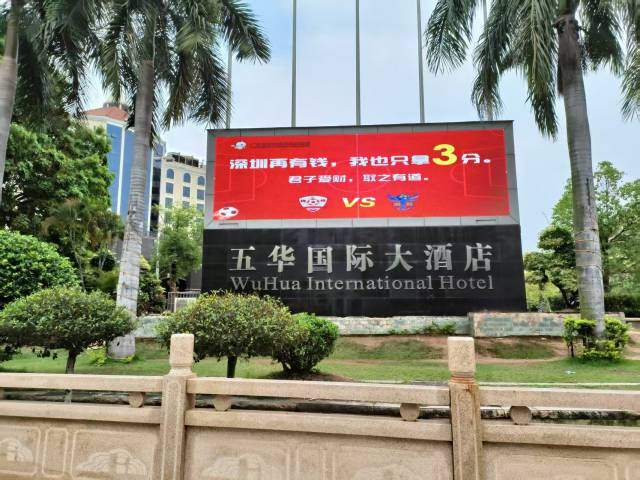 深圳再有钱，我也只拿3分。
君子爱财，取之有道。
VS
五华国际大酒店
WuHua International Hotel